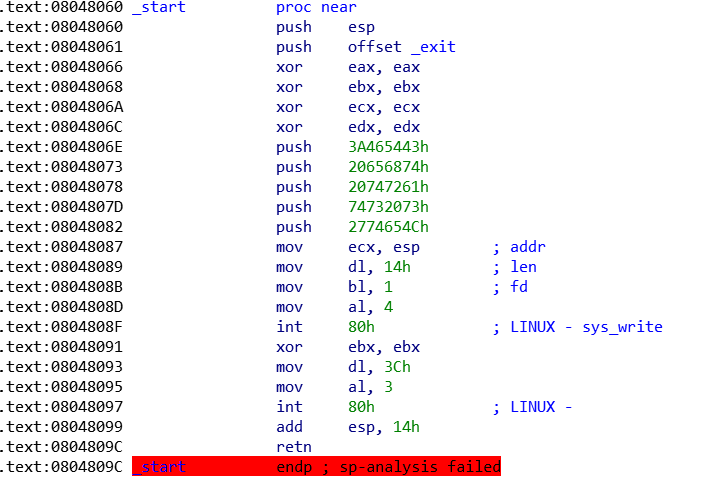 .text:08048060 _start proc near
.text:08048060 push esp
.text:08048061 push offset _exit
.text:08048066 xor eax, eax
.text:08048068 xor ebx, ebx
.text:0804806A xor ecx, ecx
.text:0804806C xor edx, edx
.text:0804806E push 3A465443h
.text:08048073 push 20656874h
.text:08048078 push 20747261h
.text:0804807D push 74732073h
.text:08048082 push 2774654Ch
.text:08048087 mov ecx, esp ; addr
.text:08048089 mov dl, 14h ; len
.text:0804808B mov bl, 1 ; fd
.text:0804808D mov al, 4
.text:0804808F int 80h ; LINUX - sys_write
.text:08048091 xor ebx, ebx
.text:08048093 mov dl, 3Ch
.text:08048095 mov al, 3
.text:08048097 int 80h ; LINUX -
.text:08048099 add esp, 14h
.text:0804809C retn
.text:0804809C _start endp ; sp-analysis failed